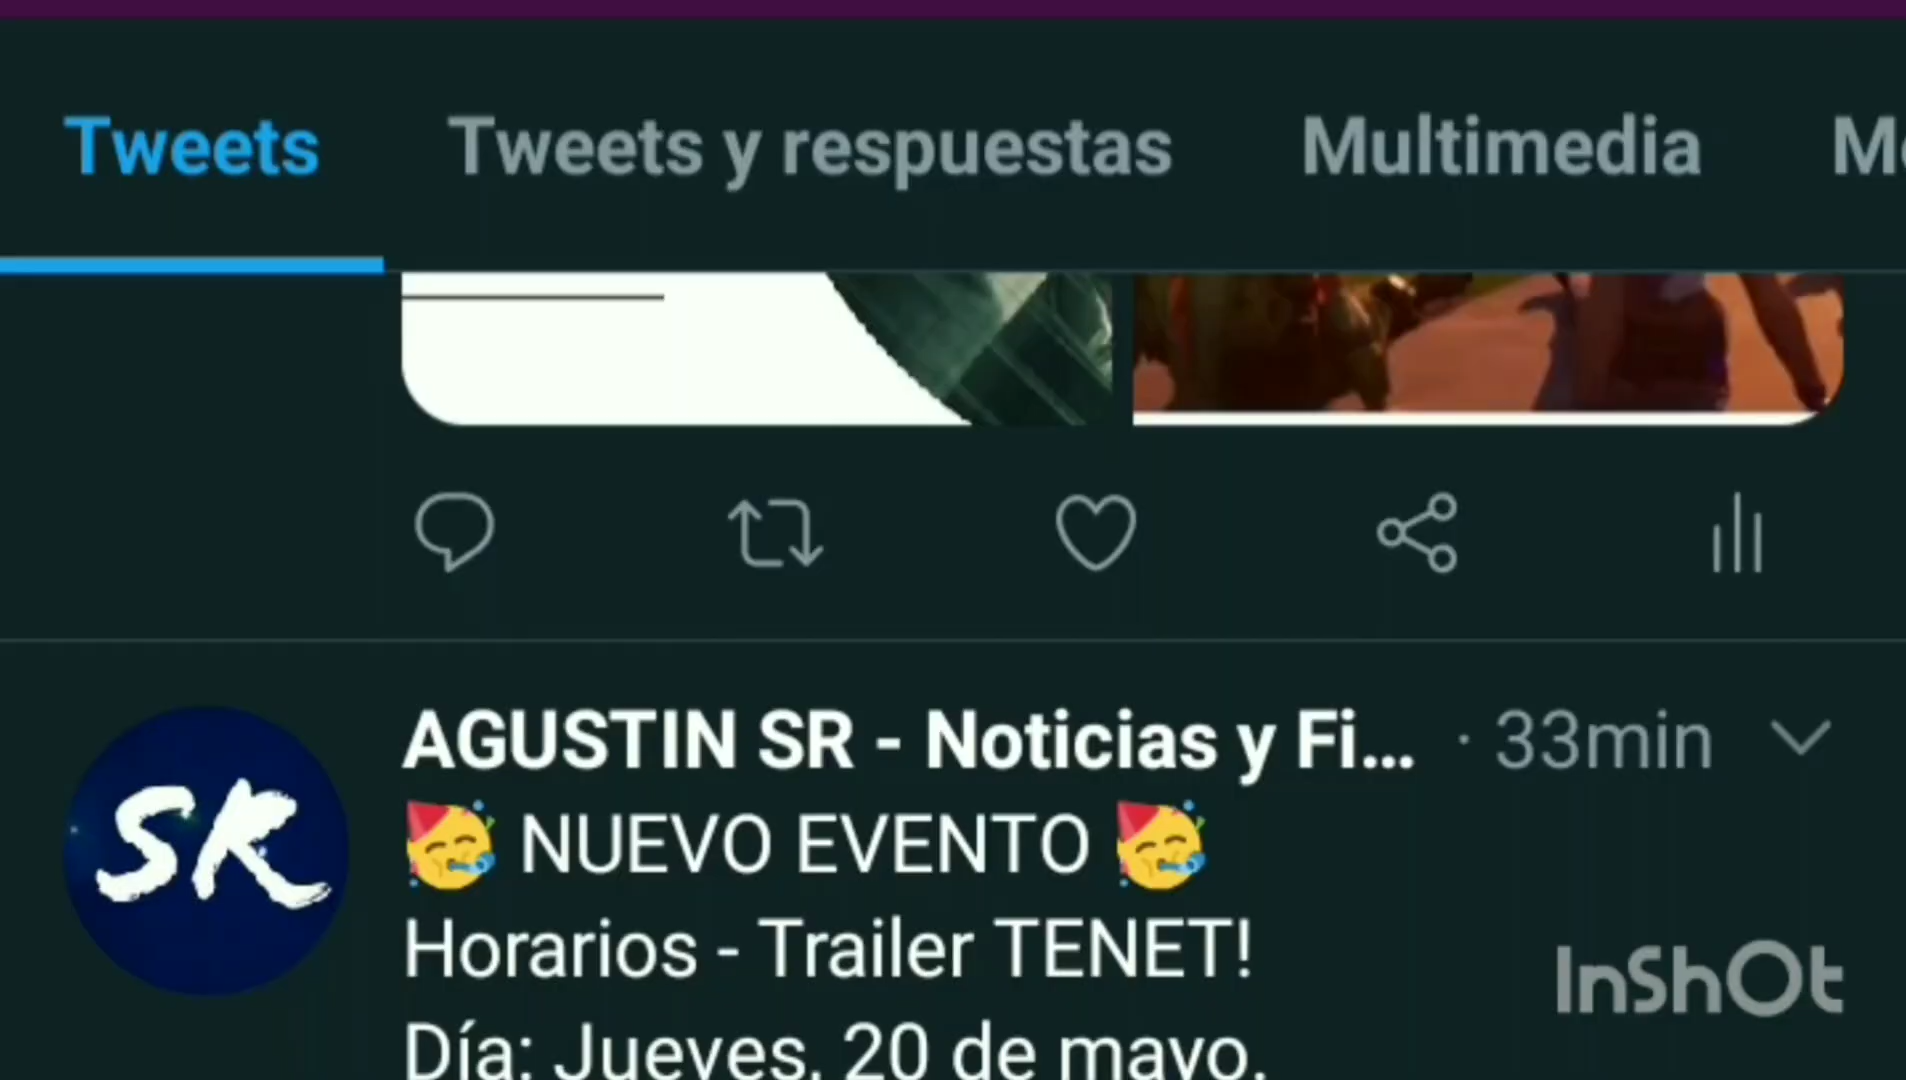 Tweets Tweets y respuestas Multimedia
SR
AGUSTIN SR - Noticias y Fi... · 33min
🥳 NUEVO EVENTO 🥳
Horarios - Trailer TENET!
Día: Jueves, 20 de mayo.
InShOt